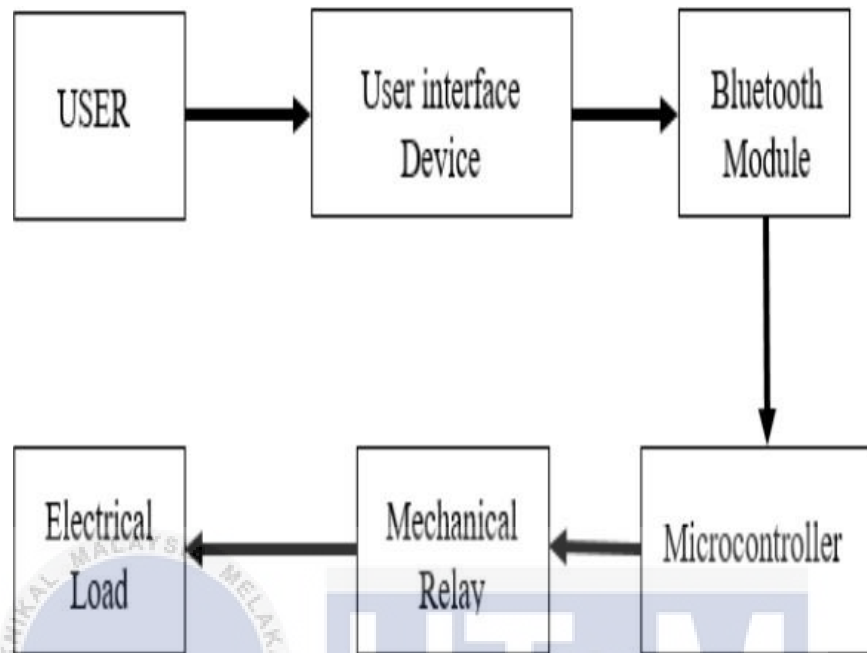 USER
User interface
Device
Bluetooth
Module
Electrical
Load
Mechanical
Relay
Microcontroller